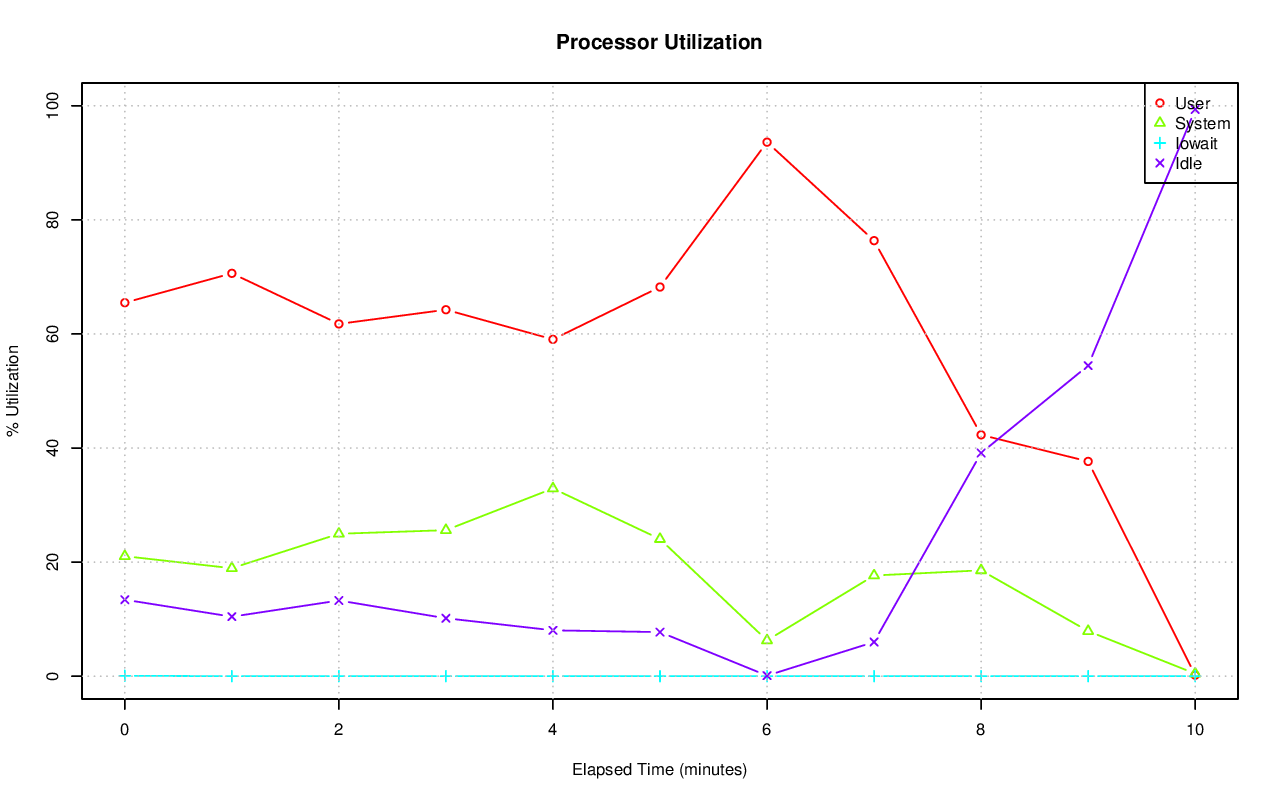 Processor Utilization
User
System
Iowait
Idle
100
80
60
40
20
0
% Utilization
0 2 4 6 8 10
Elapsed Time (minutes)